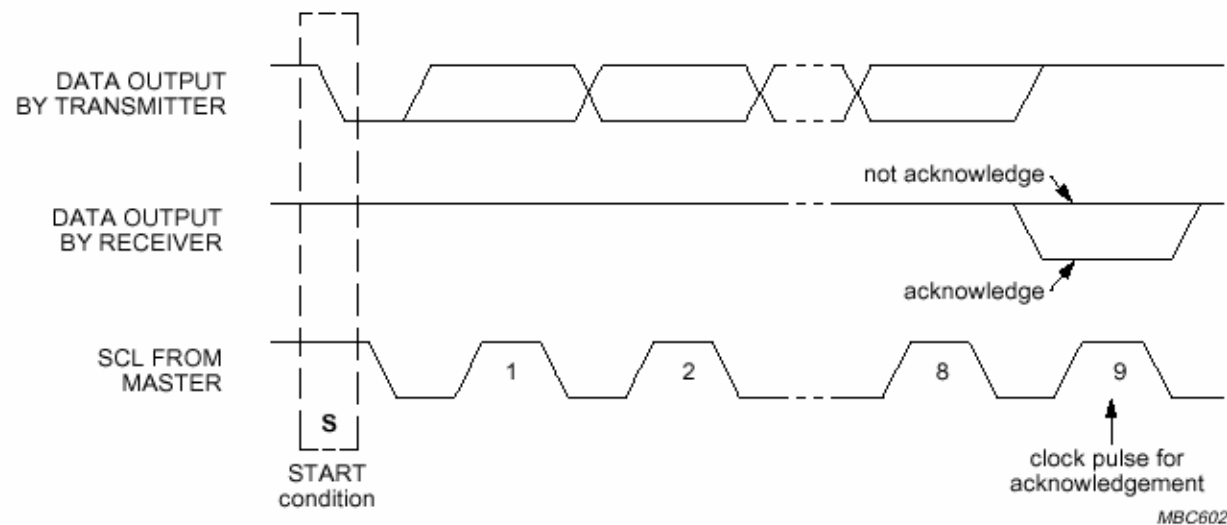 DATA OUTPUT
BY TRANSMITTER
not acknowledge
DATA OUTPUT
BY RECEIVER
acknowledge
SCL FROM
MASTER
1
2
8
9
S
START
condition
clock pulse for
acknowledgement
MBC602